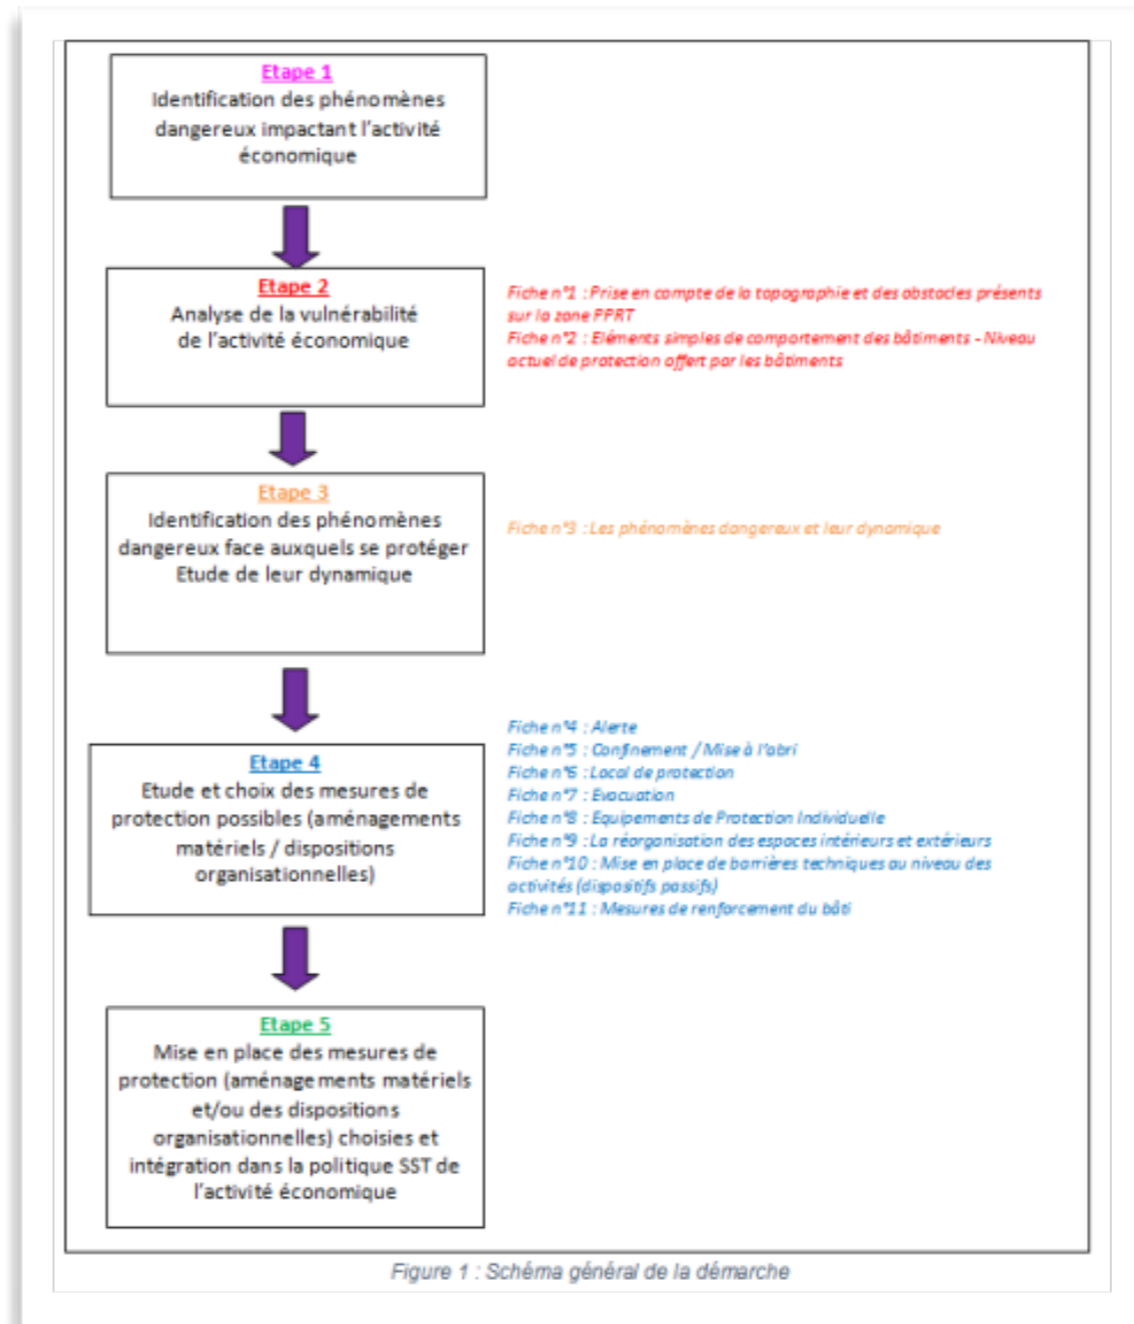 Etape 1
Identification des phénomènes
dangereux impactant l'activité
économique
Etape 2
Analyse de la vulnérabilité
de l'activité économique
Fiche n°1 : Prise en compte de la topographie et des obstacles présents
sur la zone PPRT
Fiche n°2 : Eléments simples de comportement des bâtiments - Niveau
actuel de protection offert par les bâtiments
Etape 3
Identification des phénomènes
dangereux face auxquels se protéger
Etude de leur dynamique
Fiche n°3 : Les phénomènes dangereux et leur dynamique
Etape 4
Etude et choix des mesures de
protection possibles (aménagements
matériels / dispositions
organisationnelles)
Fiche n°4 : Alerte
Fiche n°5 : Confinement / Mise à l'abri
Fiche n°6 : Local de protection
Fiche n°7 : Evacuation
Fiche n°8 : Equipements de Protection Individuelle
Fiche n°9 : La réorganisation des espaces intérieurs et extérieurs
Fiche n°10 : Mise en place de barrières techniques au niveau des
activités (dispositifs passifs)
Fiche n°11 : Mesures de renforcement du bâti
Etape 5
Mise en place des mesures de
protection (aménagements matériels
et/ou des dispositions
organisationnelles) choisies et
intégration dans la politique SST de
l'activité économique
Figure 1 : Schéma général de la démarche